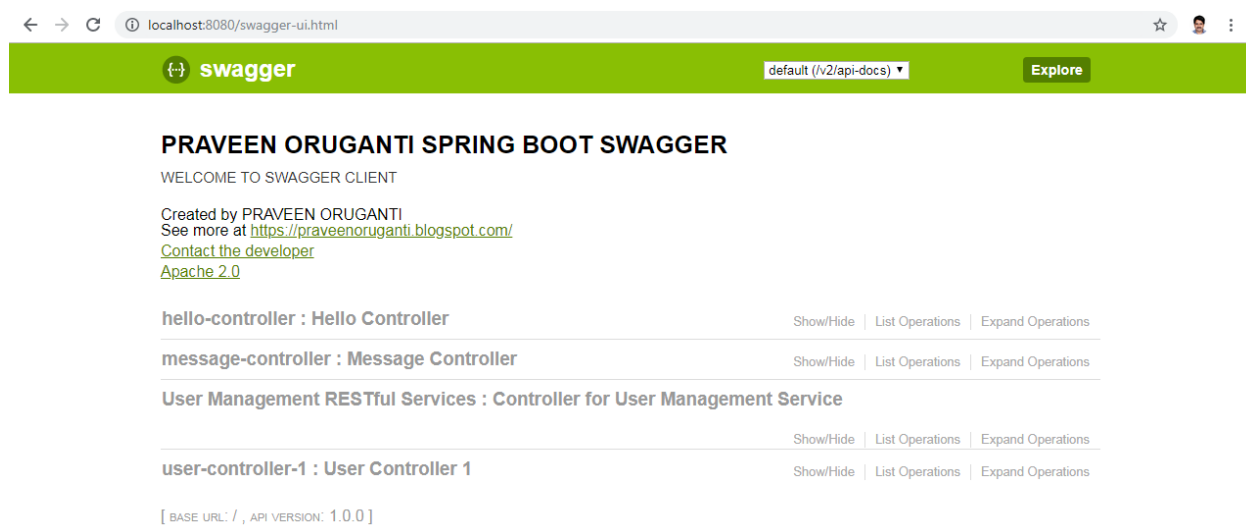 localhost:8080/swagger-ui.html
{··} swagger default (/v2/api-docs) ▼ Explore
PRAVEEN ORUGANTI SPRING BOOT SWAGGER
WELCOME TO SWAGGER CLIENT
Created by PRAVEEN ORUGANTI
See more at https://praveenoruganti.blogspot.com/
Contact the developer
Apache 2.0
hello-controller : Hello Controller Show/Hide List Operations Expand Operations
message-controller : Message Controller Show/Hide List Operations Expand Operations
User Management RESTful Services : Controller for User Management Service
Show/Hide List Operations Expand Operations
user-controller-1 : User Controller 1 Show/Hide List Operations Expand Operations
[ BASE URL: / , API VERSION: 1.0.0 ]